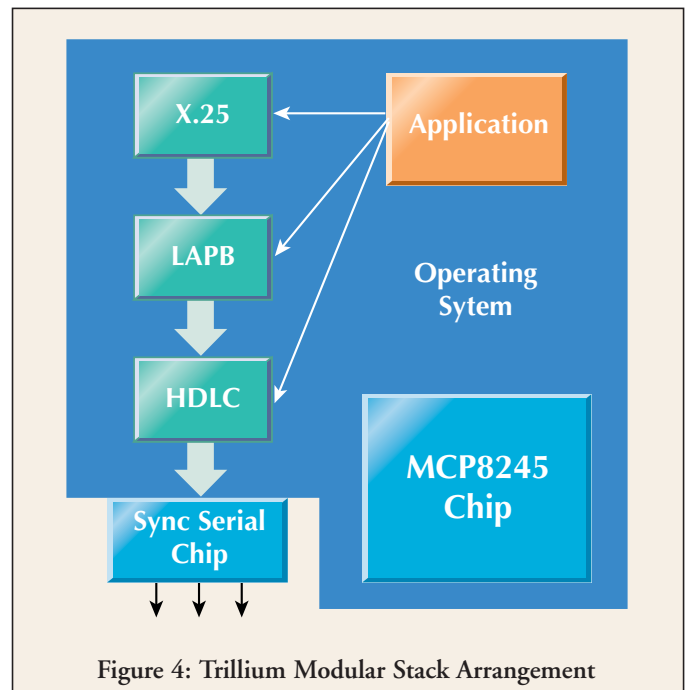 X.25
Application
LAPB
Operating
Sytem
HDLC
MCP8245
Chip
Sync Serial
Chip
Figure 4: Trillium Modular Stack Arrangement